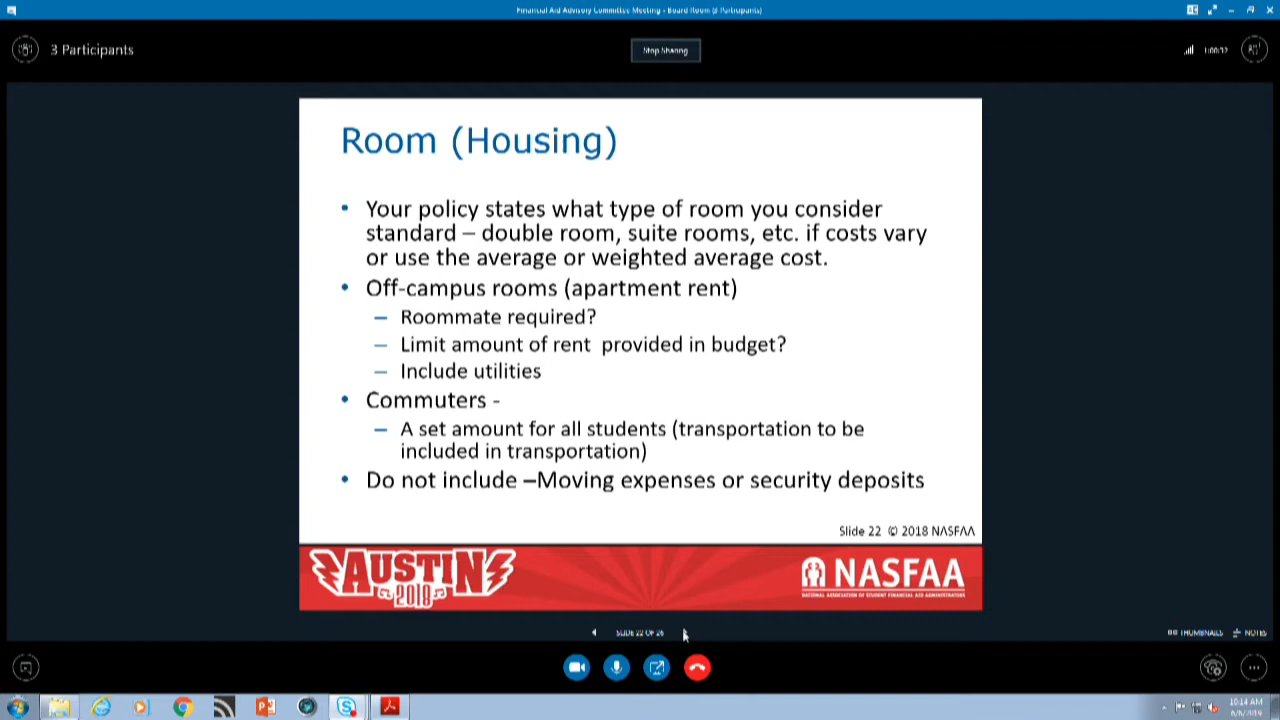 Financial Aid Advisory Committee Meeting - Board Room (3 Participants)
3 Participants
Stop Sharing
Room (Housing)
• Your policy states what type of room you consider
standard – double room, suite rooms, etc. if costs vary
or use the average or weighted average cost.
• Off-campus rooms (apartment rent)
– Roommate required?
– Limit amount of rent provided in budget?
– Include utilities
• Commuters -
– A set amount for all students (transportation to be
included in transportation)
• Do not include –Moving expenses or security deposits
Slide 22 © 2018 NASFAA
AUSTIN
2018
NASFAA
NATIONAL ASSOCIATION OF STUDENT FINANCIAL AID ADMINISTRATORS
SLIDE 22 OF 26
THUMBNAILS
NOTES
10:14 AM